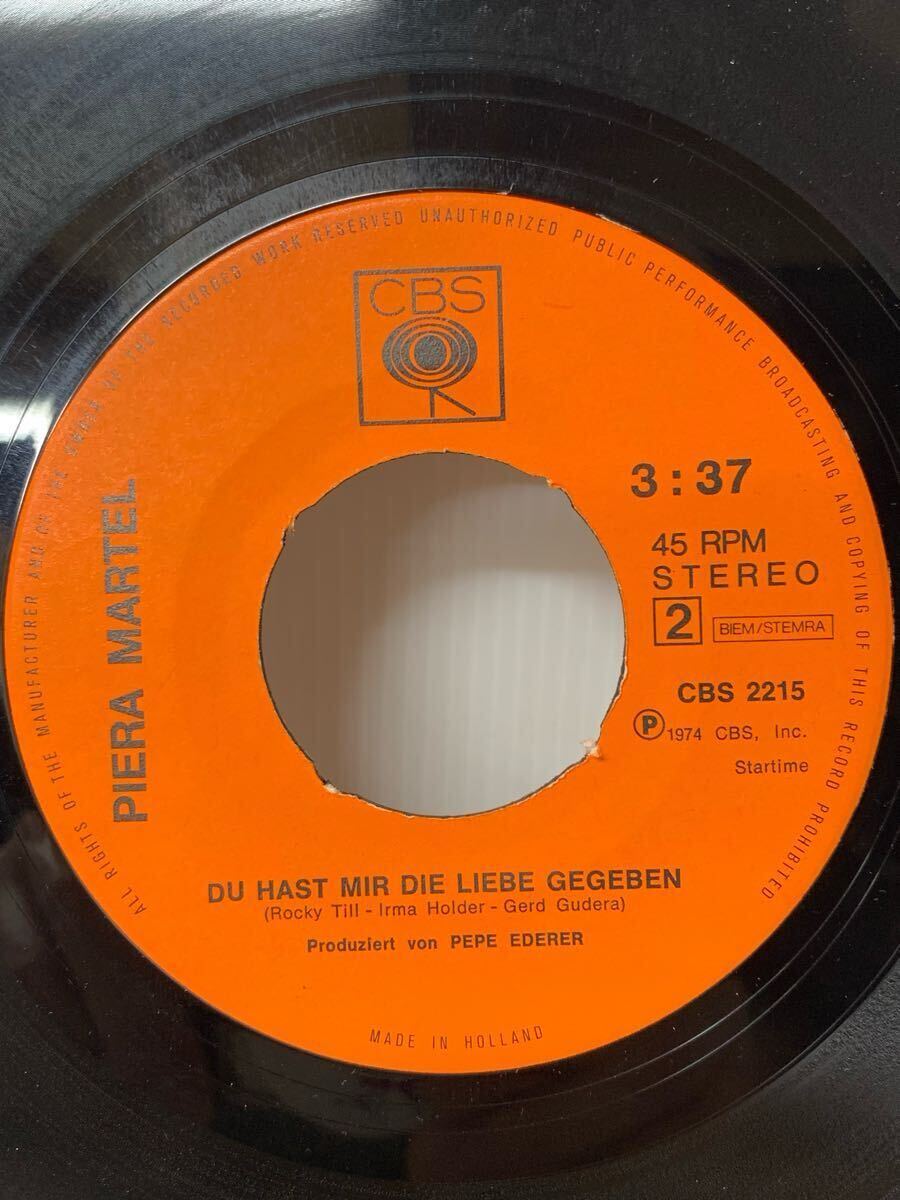 ALL RIGHTS OF THE MANUFACTURER AND OF THE OWNER OF THE RECORDED WORK RESERVED UNAUTHORIZED PUBLIC PERFORMANCE BROADCASTING AND COPYING OF THIS RECORD PROHIBITED
CBS
PIERA MARTEL
3:37
45 RPM
STEREO
2 BIEM/STEMRA
CBS 2215
℗ 1974 CBS, Inc.
Startime
DU HAST MIR DIE LIEBE GEGEBEN
(Rocky Till - Irma Holder - Gerd Gudera)
Produziert von PEPE EDERER
MADE IN HOLLAND